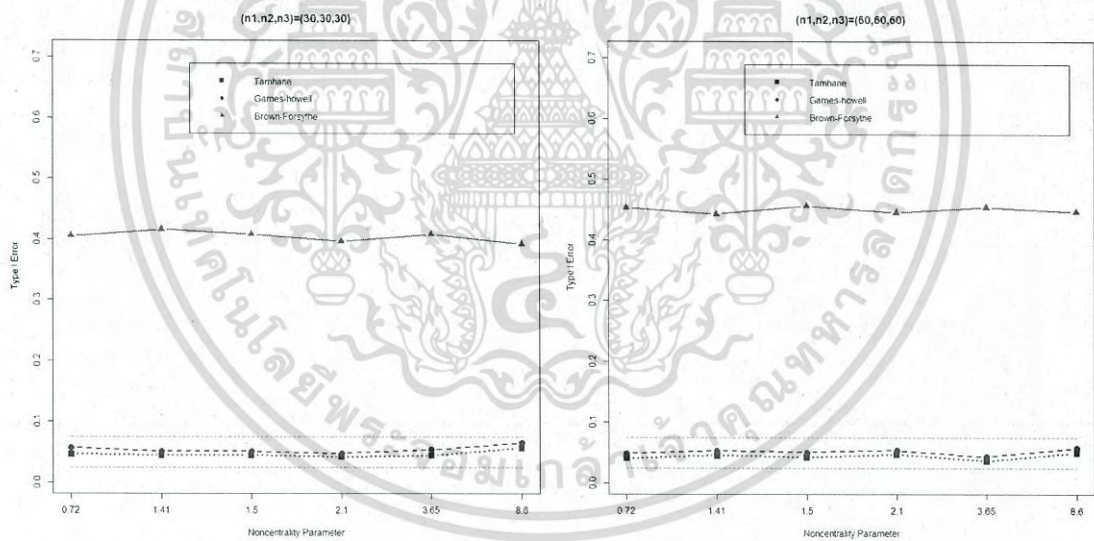 (n1,n2,n3)=(30,30,30)
0.7
0.6
0.5
0.4
0.3
0.2
0.1
0.0
Type I Error
Tamhane
Games-howell
Brown-Forsythe
0.72
1.41
1.5
2.1
3.65
8.6
Noncentrality Parameter
(n1,n2,n3)=(60,60,60)
0.7
0.6
0.5
0.4
0.3
0.2
0.1
0.0
Type I Error
Tamhane
Games-howell
Brown-Forsythe
0.72
1.41
1.5
2.1
3.65
8.6
Noncentrality Parameter